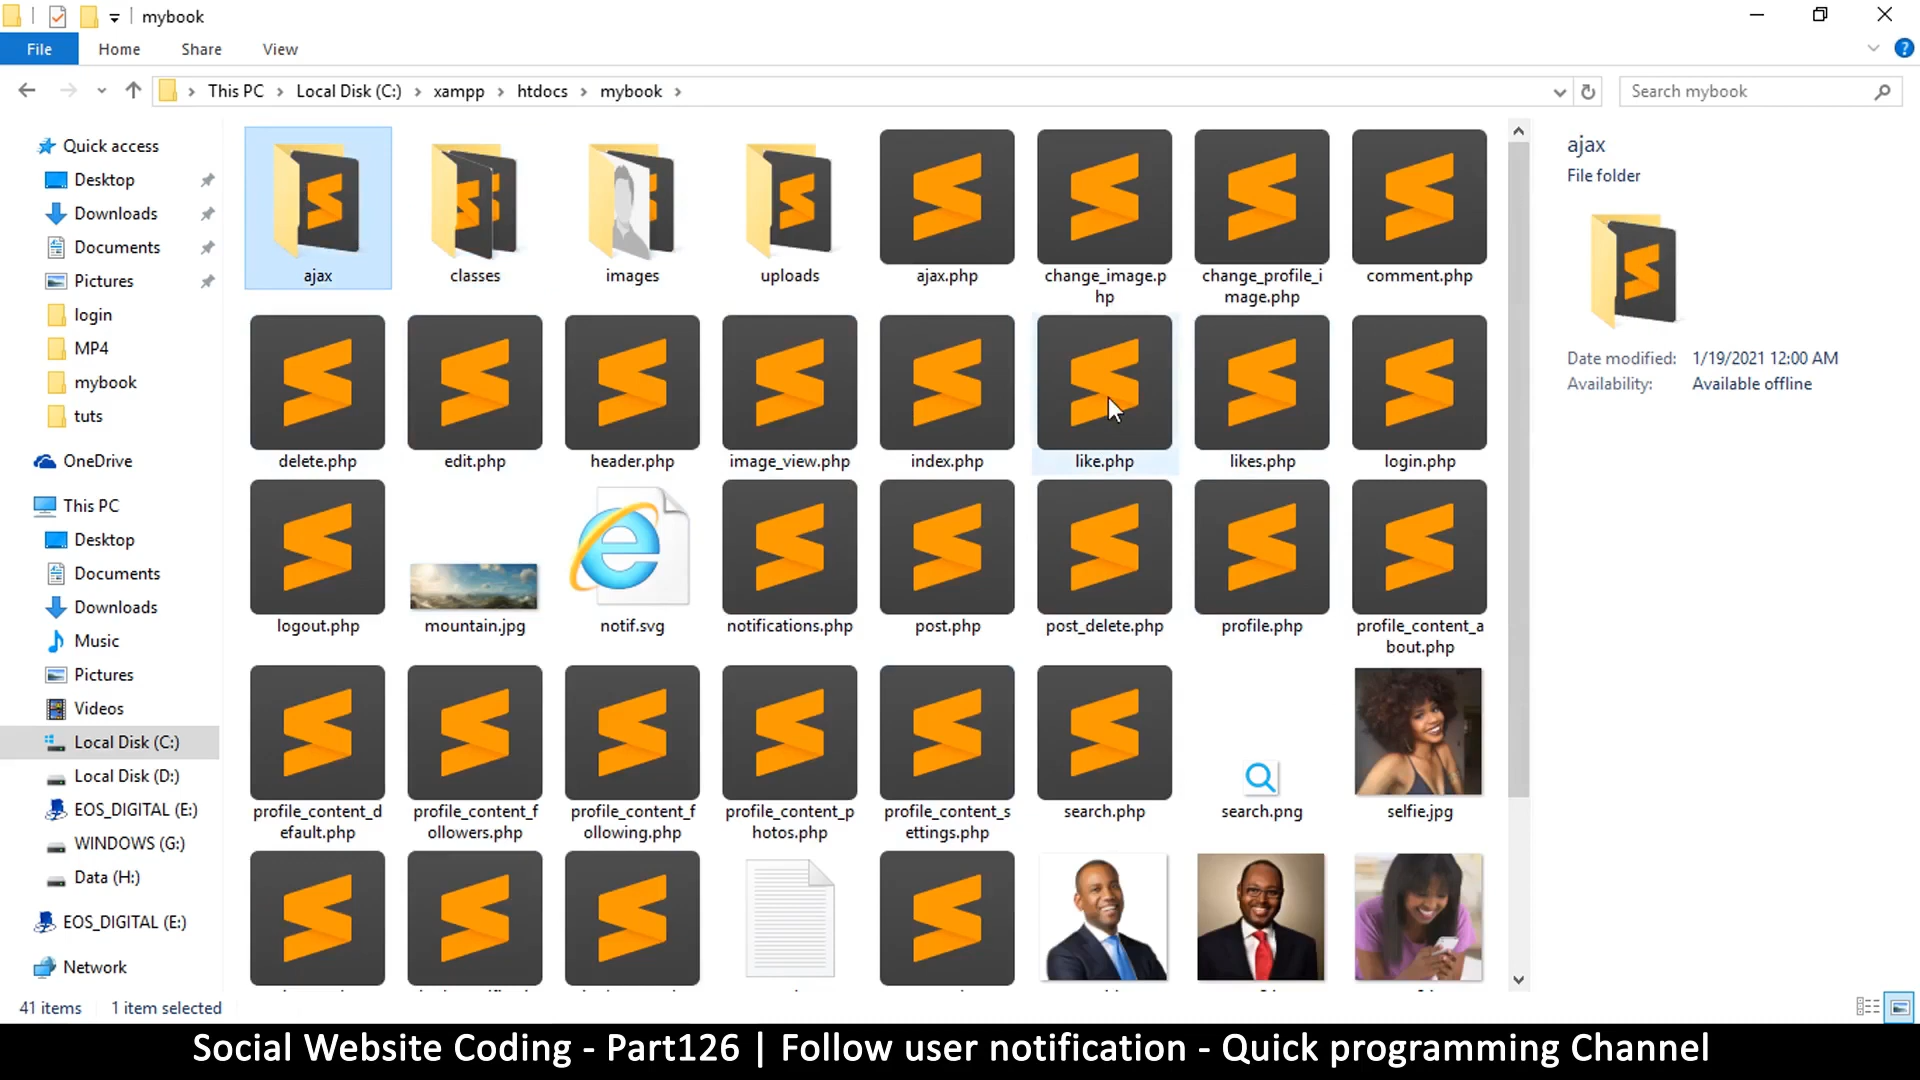 mybook
File Home Share View
This PC Local Disk (C:) xampp htdocs mybook
Search mybook
Quick access
Desktop
Downloads
Documents
Pictures
login
MP4
mybook
tuts
OneDrive
This PC
Desktop
Documents
Downloads
Music
Pictures
Videos
Local Disk (C:)
Local Disk (D:)
EOS_DIGITAL (E:)
WINDOWS (G:)
Data (H:)
EOS_DIGITAL (E:)
Network
ajax classes images uploads ajax.php change_image.p change_profile_i comment.php
hp mage.php
delete.php edit.php header.php image_view.php index.php like.php likes.php login.php
logout.php mountain.jpg notif.svg notifications.php post.php post_delete.php profile.php profile_content_a
bout.php
profile_content_d profile_content_f profile_content_f profile_content_p profile_content_s search.php search.png selfie.jpg
efault.php ollowers.php ollowing.php hotos.php ettings.php
ajax
File folder
Date modified: 1/19/2021 12:00 AM
Availability: Available offline
41 items 1 item selected
Social Website Coding - Part126 | Follow user notification - Quick programming Channel